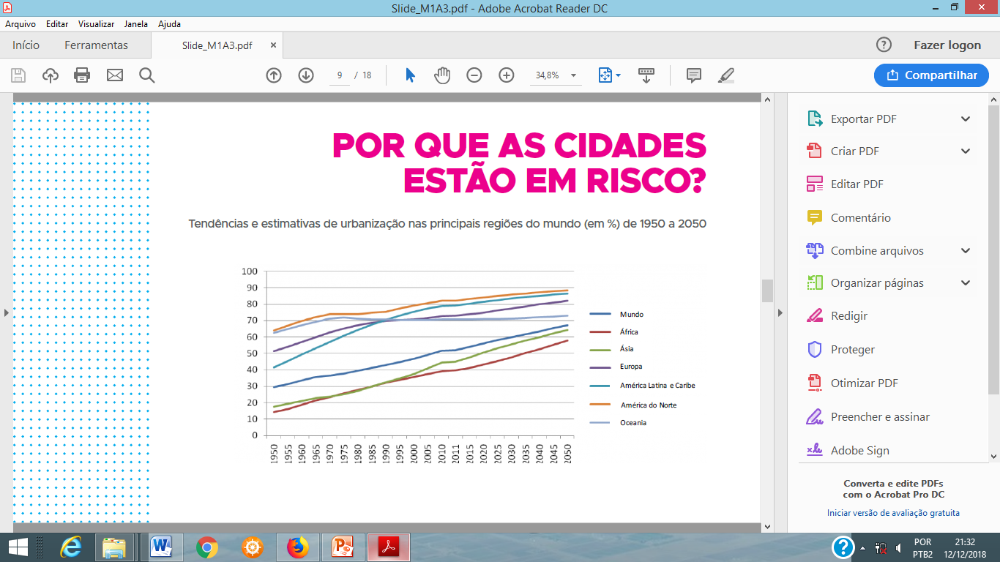 Slide_M1A3.pdf - Adobe Acrobat Reader DC
Arquivo Editar Visualizar Janela Ajuda
Início Ferramentas Slide_M1A3.pdf × Fazer logon
9 / 18 34,8% Compartilhar
POR QUE AS CIDADES
ESTÃO EM RISCO?
Tendências e estimativas de urbanização nas principais regiões do mundo (em %) de 1950 a 2050
100
90
80
70
60
50
40
30
20
10
0
1950 1955 1960 1965 1970 1975 1980 1985 1990 1995 2000 2005 2010 2011 2015 2020 2025 2030 2035 2040 2045 2050
Mundo
África
Ásia
Europa
América Latina e Caribe
América do Norte
Oceania
Exportar PDF
Criar PDF
Editar PDF
Comentário
Combine arquivos
Organizar páginas
Redigir
Proteger
Otimizar PDF
Preencher e assinar
Adobe Sign
Converta e edite PDFs
com o Acrobat Pro DC
Iniciar versão de avaliação gratuita
POR 21:32
PTB2 12/12/2018